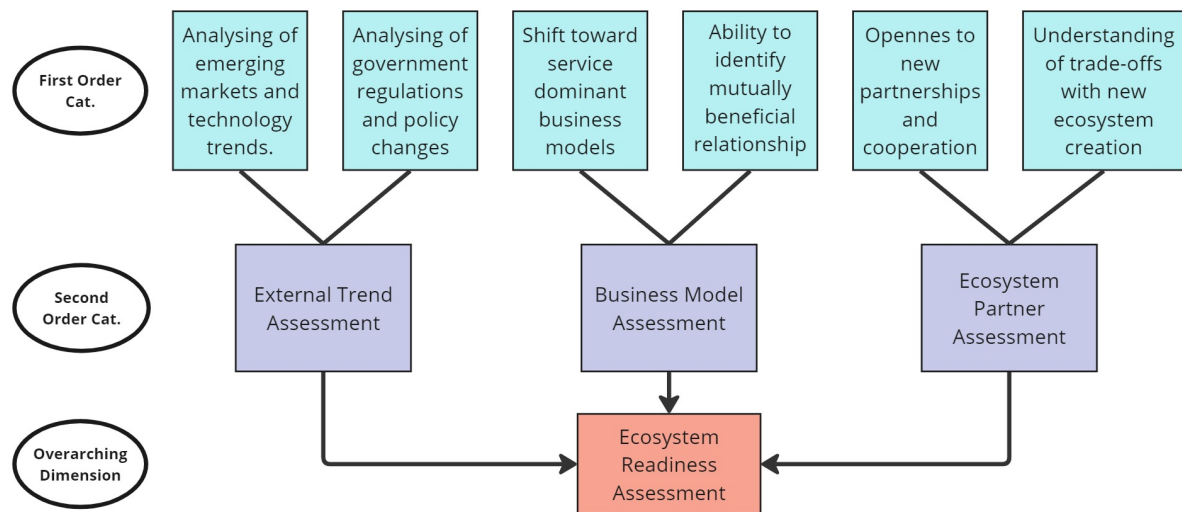 First Order
Cat.
Analysing of
emerging
markets and
technology
trends.
Analysing of
government
regulations
and policy
changes
Shift toward
service
dominant
business
models
Ability to
identify
mutually
beneficial
relationship
Opennes to
new
partnerships
and
cooperation
Understanding
of trade-offs
with new
ecosystem
creation
Second
Order Cat.
External Trend
Assessment
Business Model
Assessment
Ecosystem
Partner
Assessment
Overarching
Dimension
Ecosystem
Readiness
Assessment